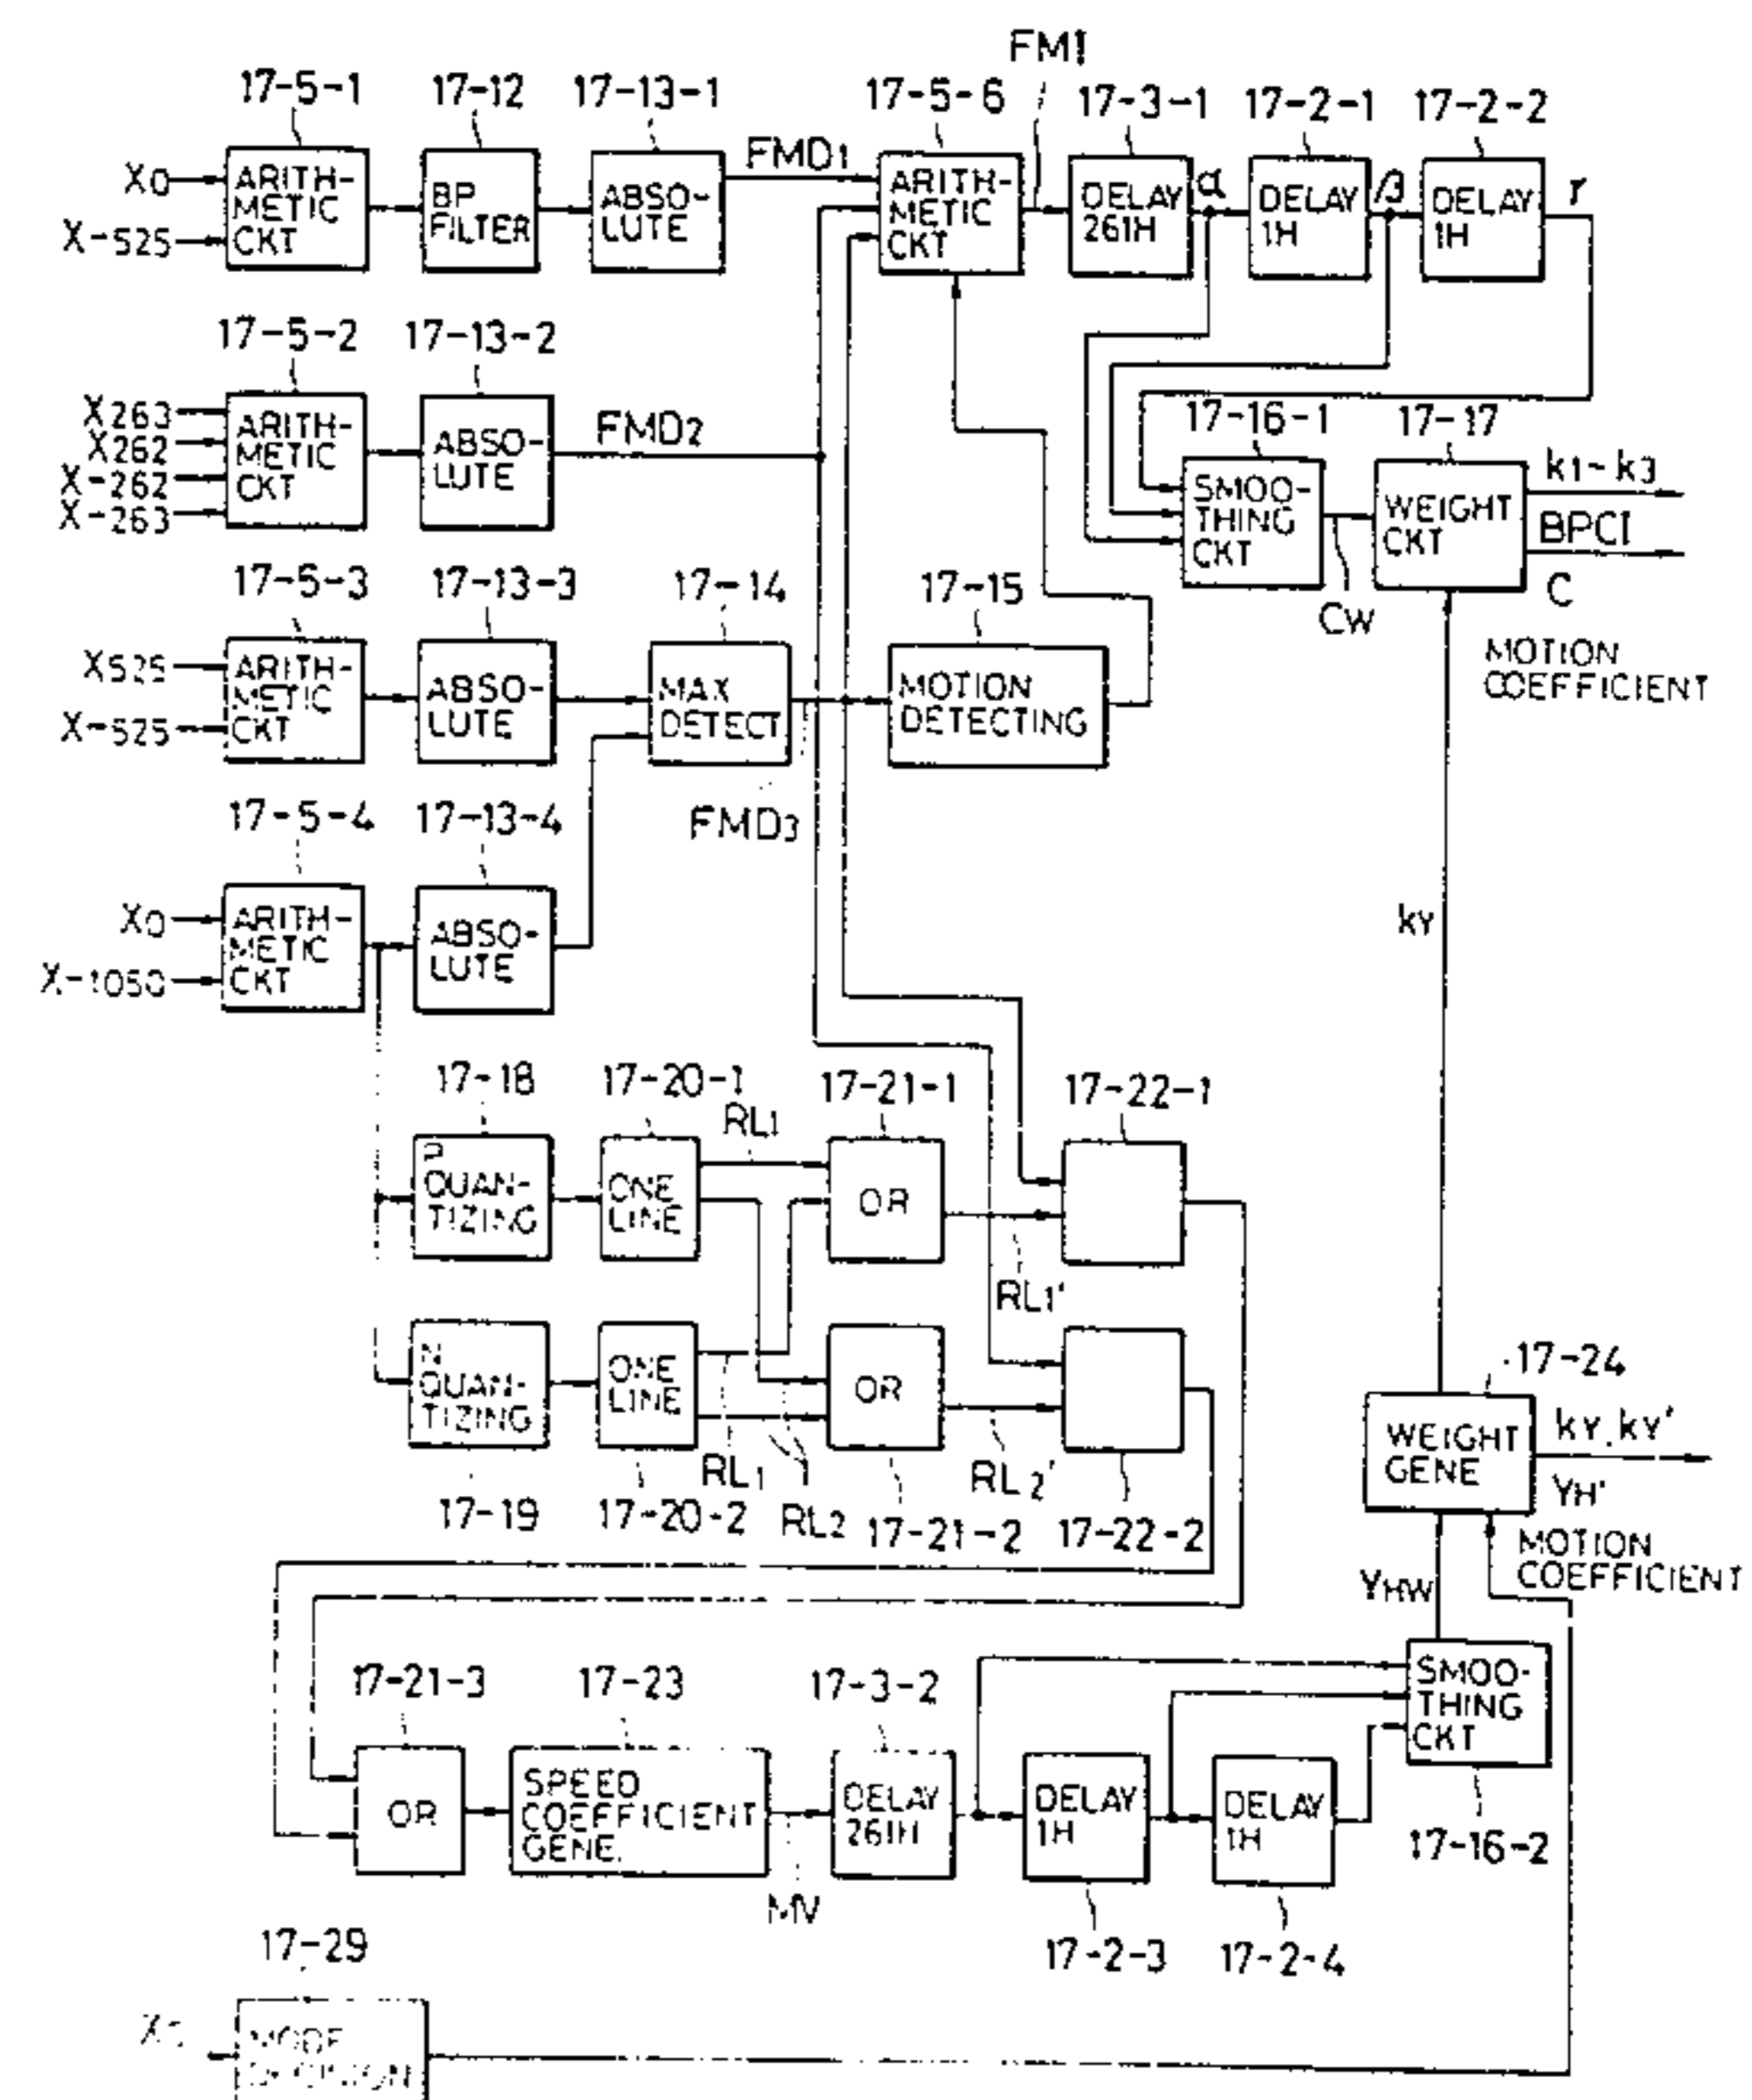 FM1
17-5-1 17-12 17-13-1 17-5-6 17-3-1 17-2-1 17-2-2
X0
X-525
ARITH-
METIC
CKT
BP
FILTER
ABSO-
LUTE
FMD1
ARITH-
METIC
CKT
DELAY
261H
α
DELAY
1H
β
DELAY
1H
γ
17-5-2 17-13-2
X263
X262
X-262
X-263
ARITH-
METIC
CKT
ABSO-
LUTE
FMD2
17-16-1 17-17
SMOO-
THING
CKT
CW
WEIGHT
CKT
k1~k3
BPCI
C
MOTION
COEFFICIENT
17-5-3 17-13-3 17-14 17-15
X525
X-525
ARITH-
METIC
CKT
ABSO-
LUTE
MAX
DETECT
MOTION
DETECTING
FMD3
17-5-4 17-13-4
X0
X-1050
ARITH-
METIC
CKT
ABSO-
LUTE
kY
17-18 17-20-1 17-21-1 17-22-1
RL1
P
QUAN-
TIZING
ONE
LINE
OR
RL1'
N
QUAN-
TIZING
ONE
LINE
OR
RL1
RL2
RL2'
17-19 17-20-2 17-21-2 17-22-2
17-24
WEIGHT
GENE
kY, kY'
YH'
MOTION
COEFFICIENT
YHW
17-21-3 17-23 17-3-2
SMOO-
THING
CKT
17-16-2
OR
SPEED
COEFFICIENT
GENE.
MV
DELAY
261H
DELAY
1H
DELAY
1H
17-2-3 17-2-4
17-29
MODE